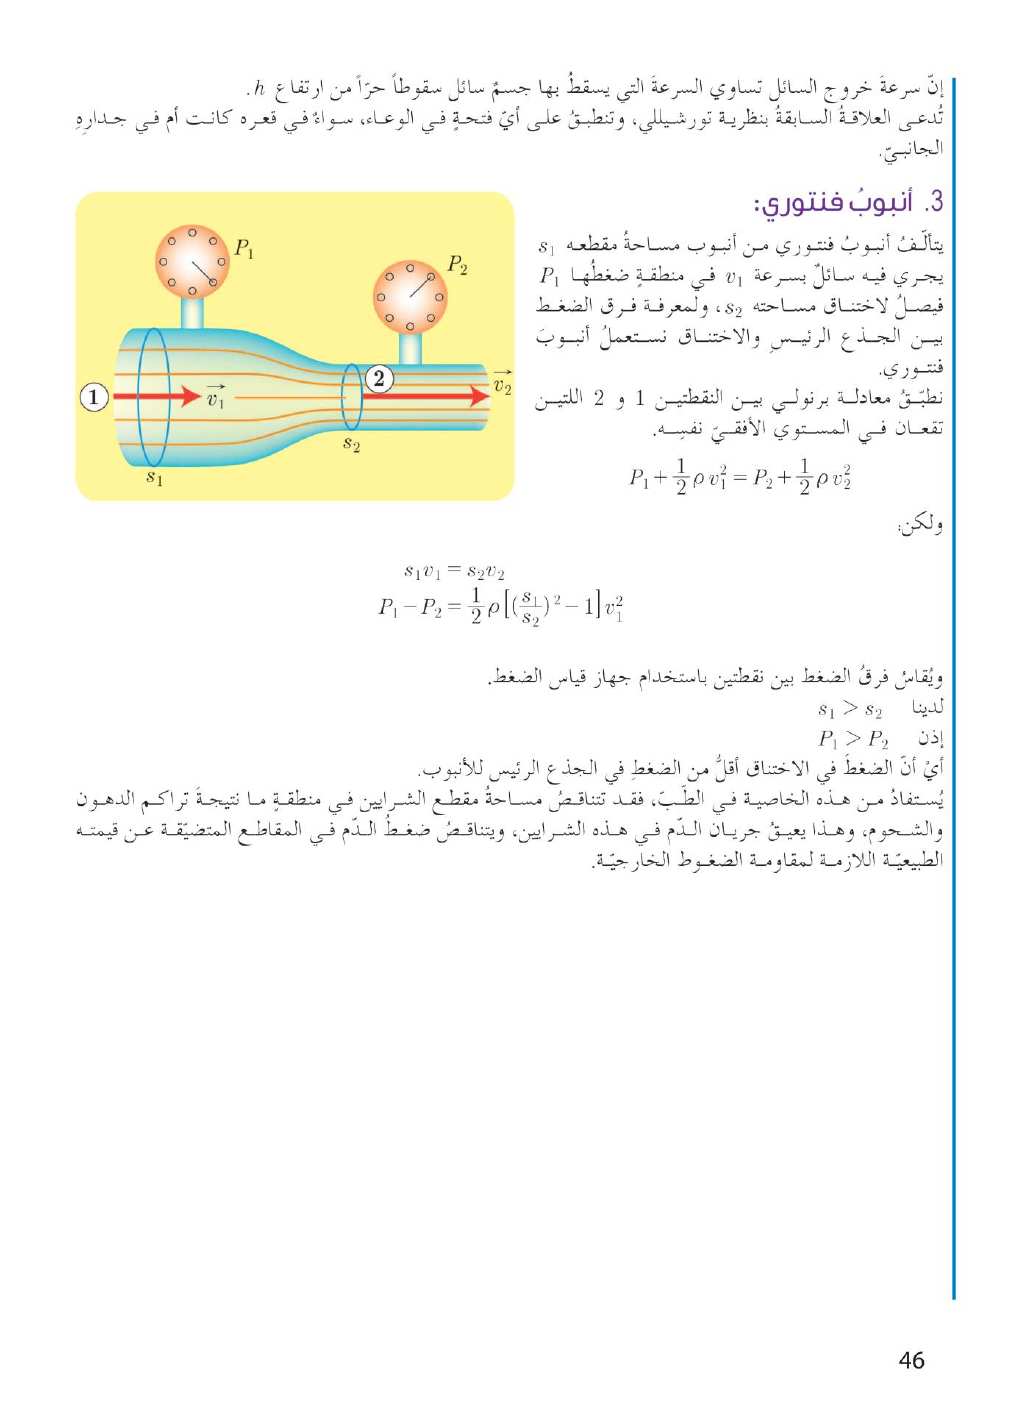 إنّ سرعةَ خروج السائل تساوي السرعةَ التي يسقطُ بها جسمٌ سائل سقوطاً حرّاً من ارتفاع h.
تُدعى العلاقةُ السابقةُ بنظرية تورشيللي، وتنطبقُ على أيّ فتحةٍ في الوعاء، سواءٌ في قعره كانت أم في جدارِهِ
الجانبيّ.
3. أنبوبُ فنتوري:
يتألّفُ أنبوبُ فنتوري من أنبوب مساحةُ مقطعه s₁
يجري فيه سائلٌ بسرعة v₁ في منطقةٍ ضغطُها P₁
فيصلُ لاختناق مساحته s₂، ولمعرفة فرق الضغط
بين الجذع الرئيسِ والاختناق نستعملُ أنبوبَ
فنتوري.
نطبّقُ معادلة برنولي بين النقطتين 1 و 2 اللتين
تقعان في المستوي الأفقيّ نفسِه.
P₁
P₂
1
v₁
2
v₂
s₂
s₁
P₁ + 1/2 ρ v₁² = P₂ + 1/2 ρ v₂²
ولكن:
s₁v₁ = s₂v₂
P₁ − P₂ = 1/2 ρ [(s₁/s₂)² − 1] v₁²
ويُقاسُ فرقُ الضغط بين نقطتين باستخدام جهاز قياس الضغط.
لدينا s₁ > s₂
إذن P₁ > P₂
أيْ أنّ الضغطَ في الاختناق أقلُّ من الضغطِ في الجذع الرئيس للأنبوب.
يُستفادُ من هذه الخاصية في الطّبّ، فقد تتناقصُ مساحةُ مقطع الشرايين في منطقةٍ ما نتيجةَ تراكم الدهون
والشحوم، وهذا يعيقُ جريان الدّم في هذه الشرايين، ويتناقصُ ضغطُ الدّم في المقاطع المتضيّقة عن قيمته
الطبيعيّة اللازمة لمقاومة الضغوط الخارجيّة.
46